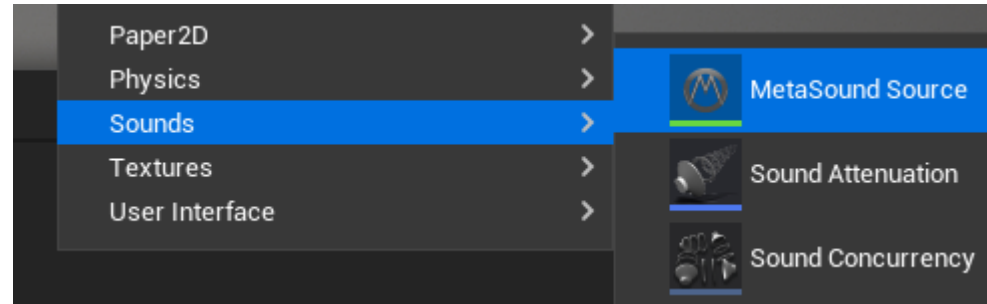 Paper2D
Physics
Sounds
Textures
User Interface
MetaSound Source
Sound Attenuation
Sound Concurrency